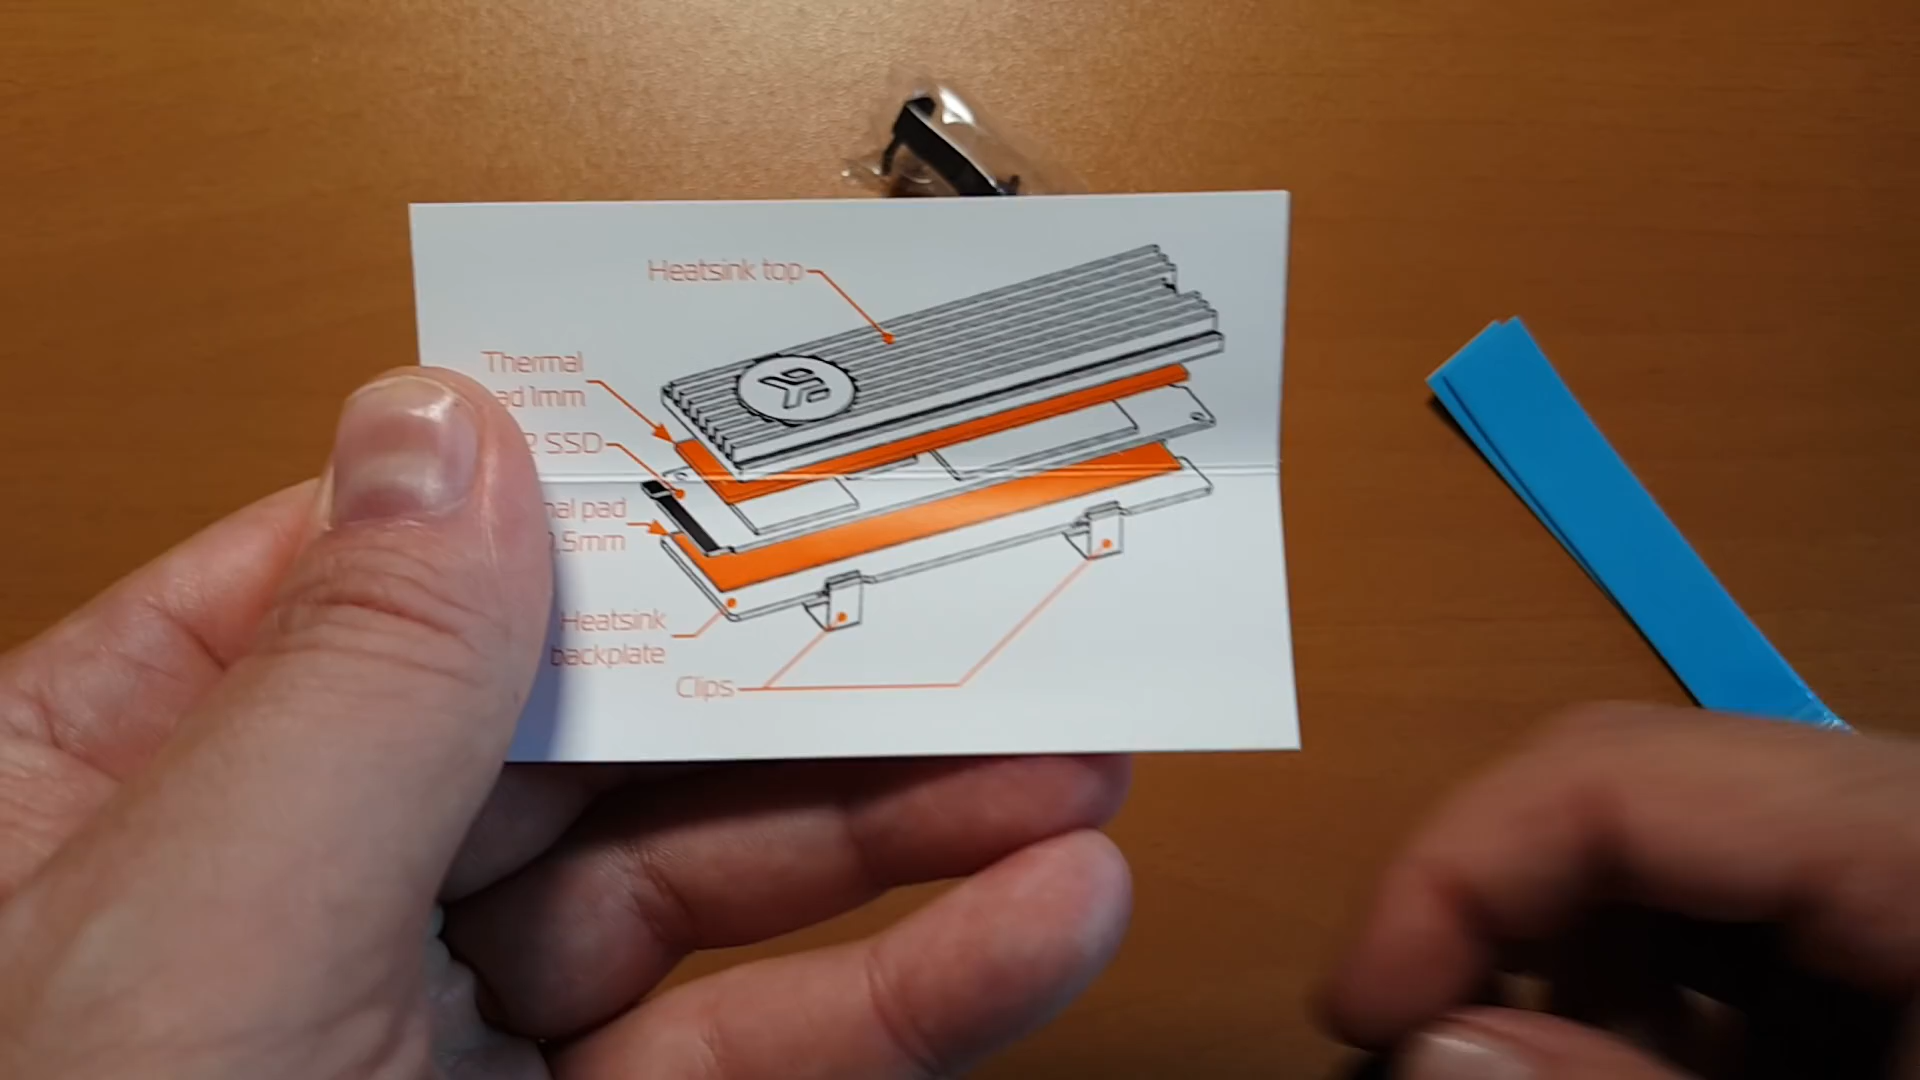 Heatsink top
Thermal
ad 1mm
2 SSD
nal pad
.5mm
Heatsink
backplate
Clips